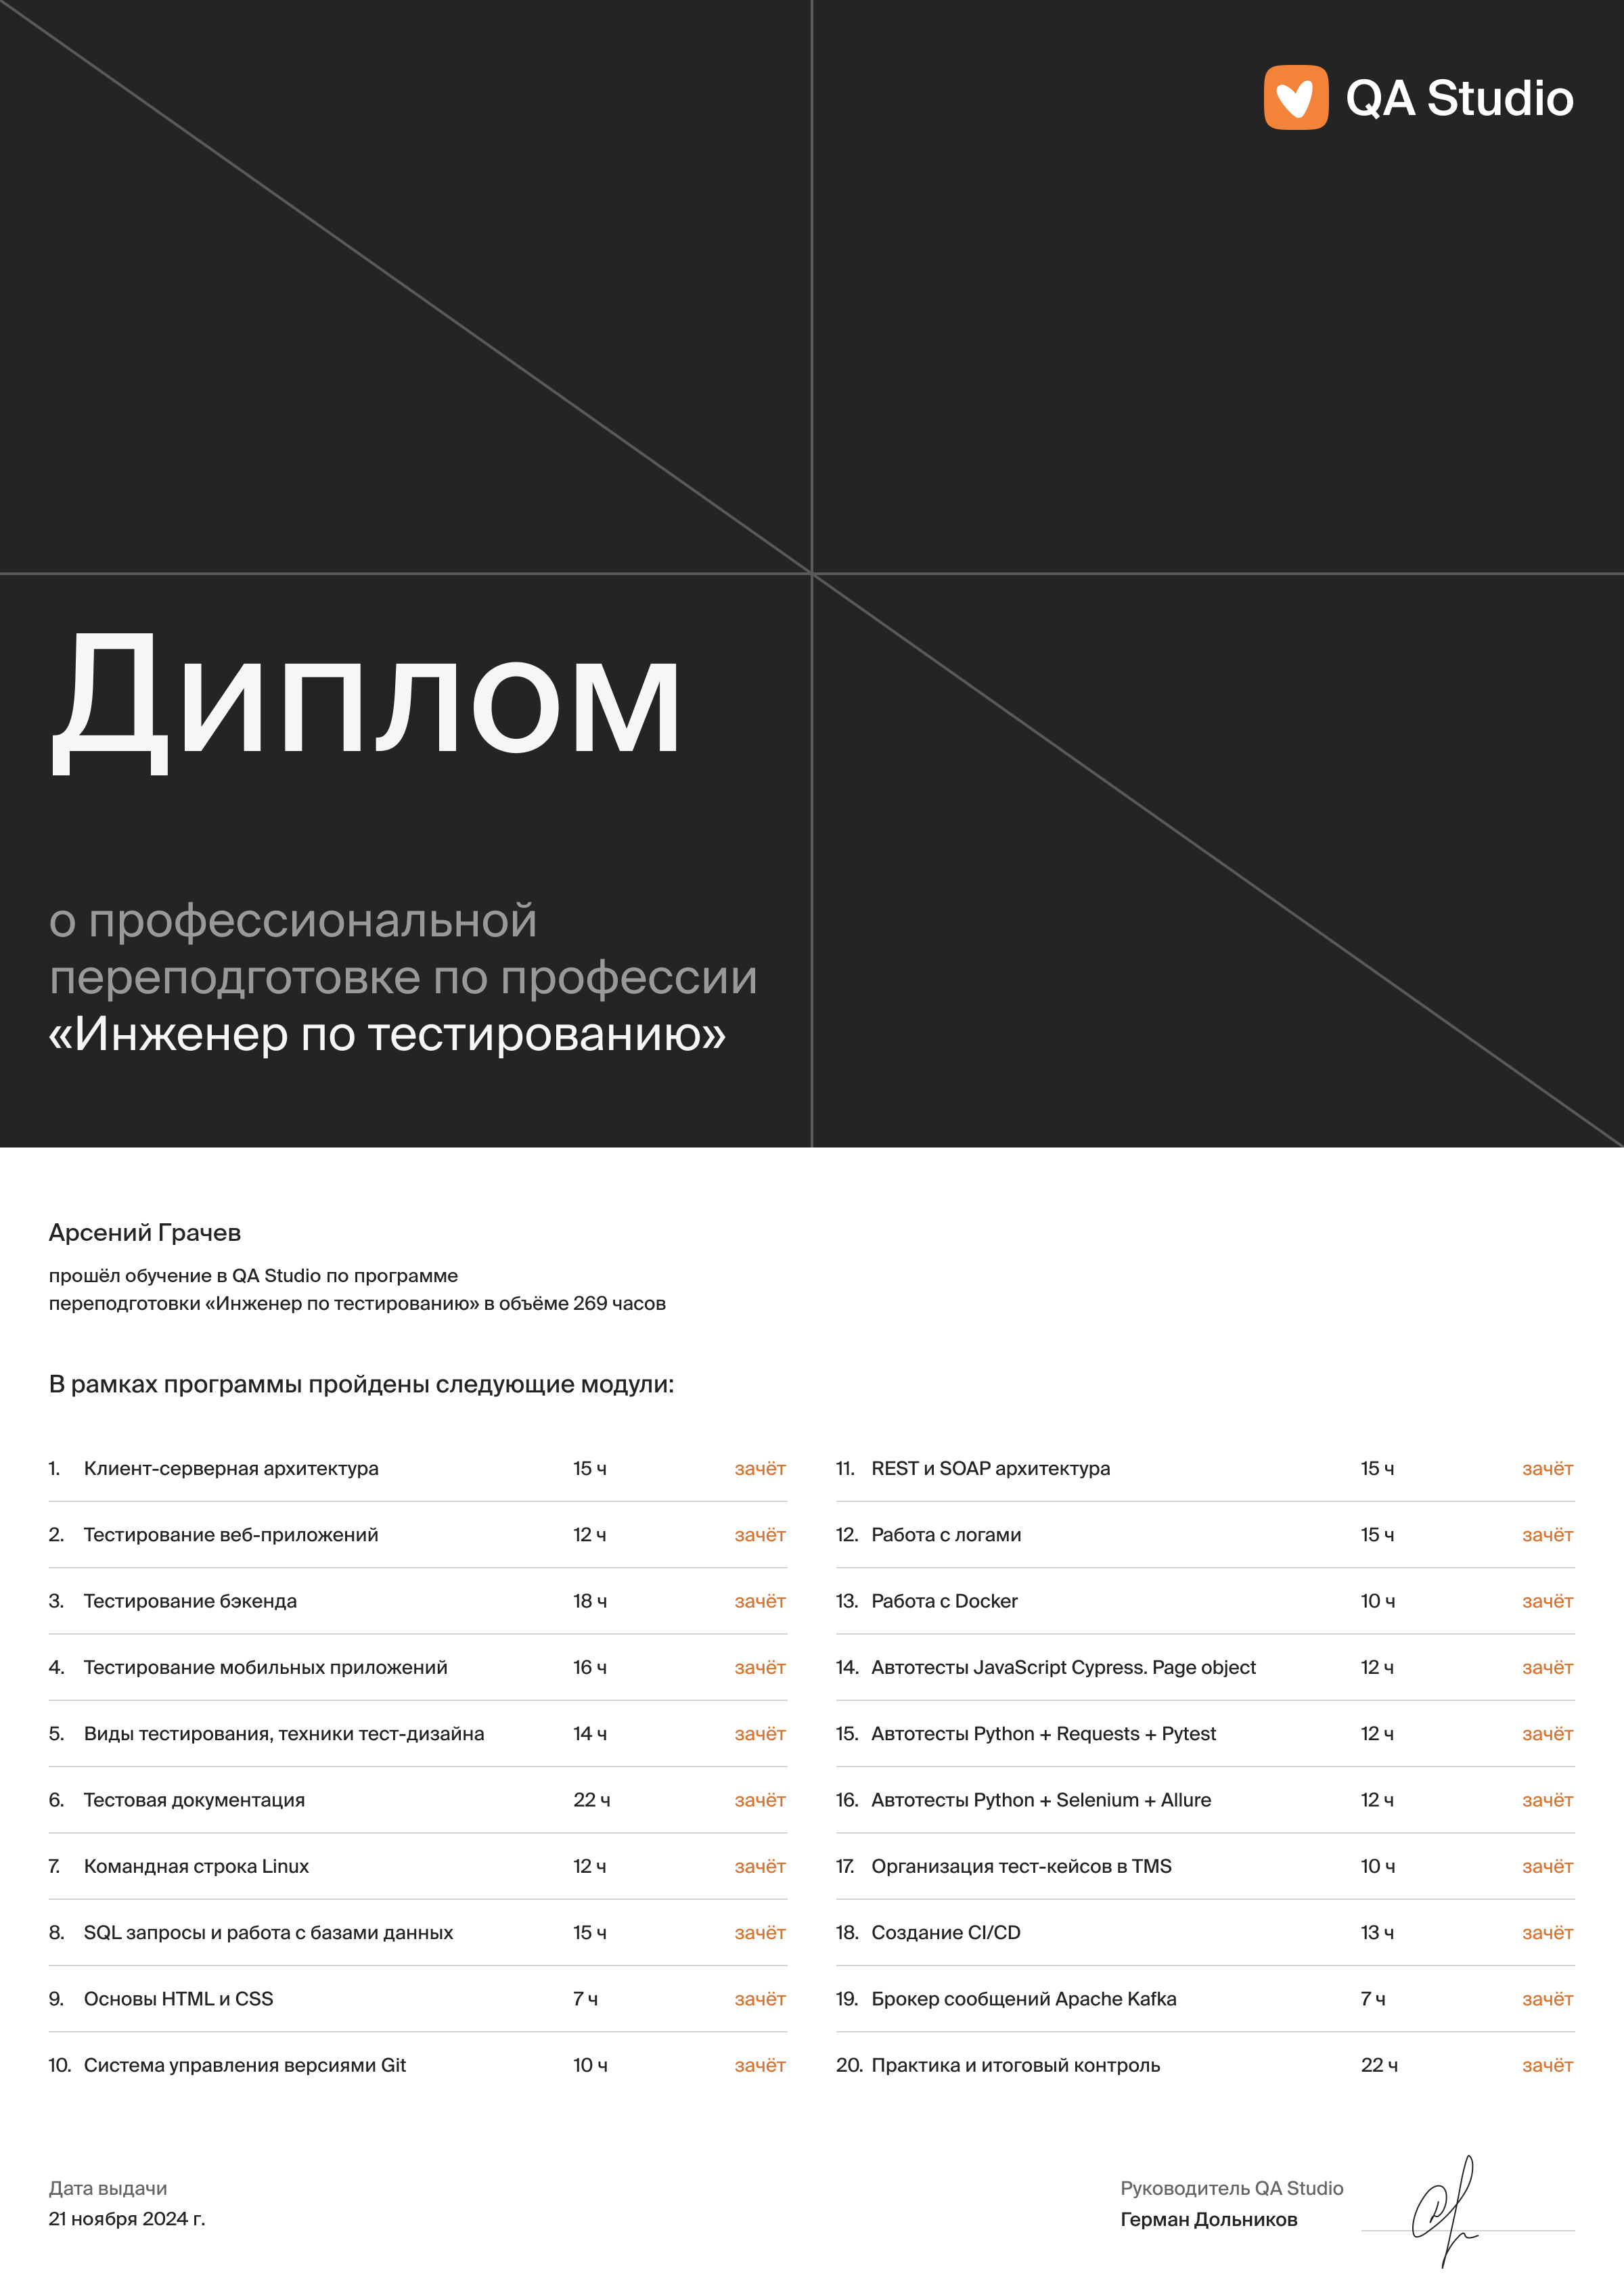 QA Studio
Диплом
о профессиональной
переподготовке по профессии
«Инженер по тестированию»
Арсений Грачев
прошёл обучение в QA Studio по программе
переподготовки «Инженер по тестированию» в объёме 269 часов
В рамках программы пройдены следующие модули:
1. Клиент-серверная архитектура 15 ч зачёт
2. Тестирование веб-приложений 12 ч зачёт
3. Тестирование бэкенда 18 ч зачёт
4. Тестирование мобильных приложений 16 ч зачёт
5. Виды тестирования, техники тест-дизайна 14 ч зачёт
6. Тестовая документация 22 ч зачёт
7. Командная строка Linux 12 ч зачёт
8. SQL запросы и работа с базами данных 15 ч зачёт
9. Основы HTML и CSS 7 ч зачёт
10. Система управления версиями Git 10 ч зачёт
11. REST и SOAP архитектура 15 ч зачёт
12. Работа с логами 15 ч зачёт
13. Работа с Docker 10 ч зачёт
14. Автотесты JavaScript Cypress. Page object 12 ч зачёт
15. Автотесты Python + Requests + Pytest 12 ч зачёт
16. Автотесты Python + Selenium + Allure 12 ч зачёт
17. Организация тест-кейсов в TMS 10 ч зачёт
18. Создание CI/CD 13 ч зачёт
19. Брокер сообщений Apache Kafka 7 ч зачёт
20. Практика и итоговый контроль 22 ч зачёт
Дата выдачи
21 ноября 2024 г.
Руководитель QA Studio
Герман Дольников